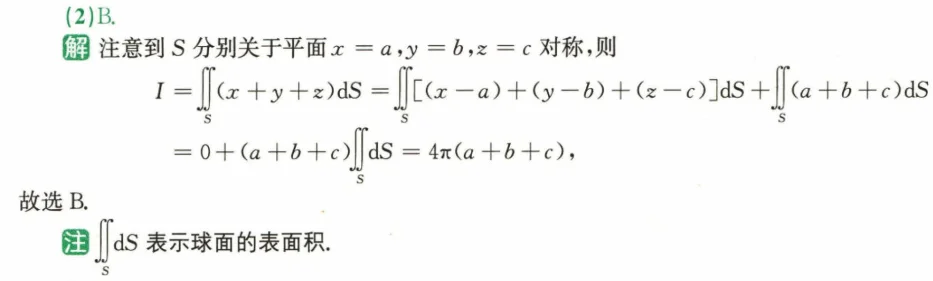 (2)B.
解 注意到 S 分别关于平面 x = a, y = b, z = c 对称,则
I = ∬_S (x + y + z)dS = ∬_S [(x − a) + (y − b) + (z − c)]dS + ∬_S (a + b + c)dS
= 0 + (a + b + c)∬_S dS = 4π(a + b + c),
故选 B.
注 ∬_S dS 表示球面的表面积.